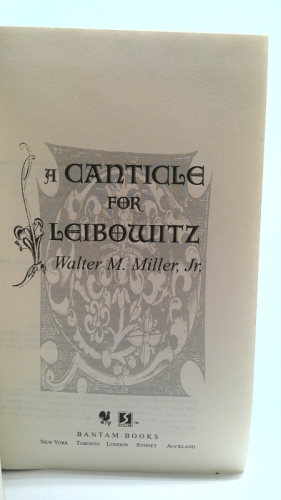 A CANTICLE
FOR
LEIBOWITZ
Walter M. Miller, Jr.
BANTAM BOOKS
NEW YORK TORONTO LONDON SYDNEY AUCKLAND